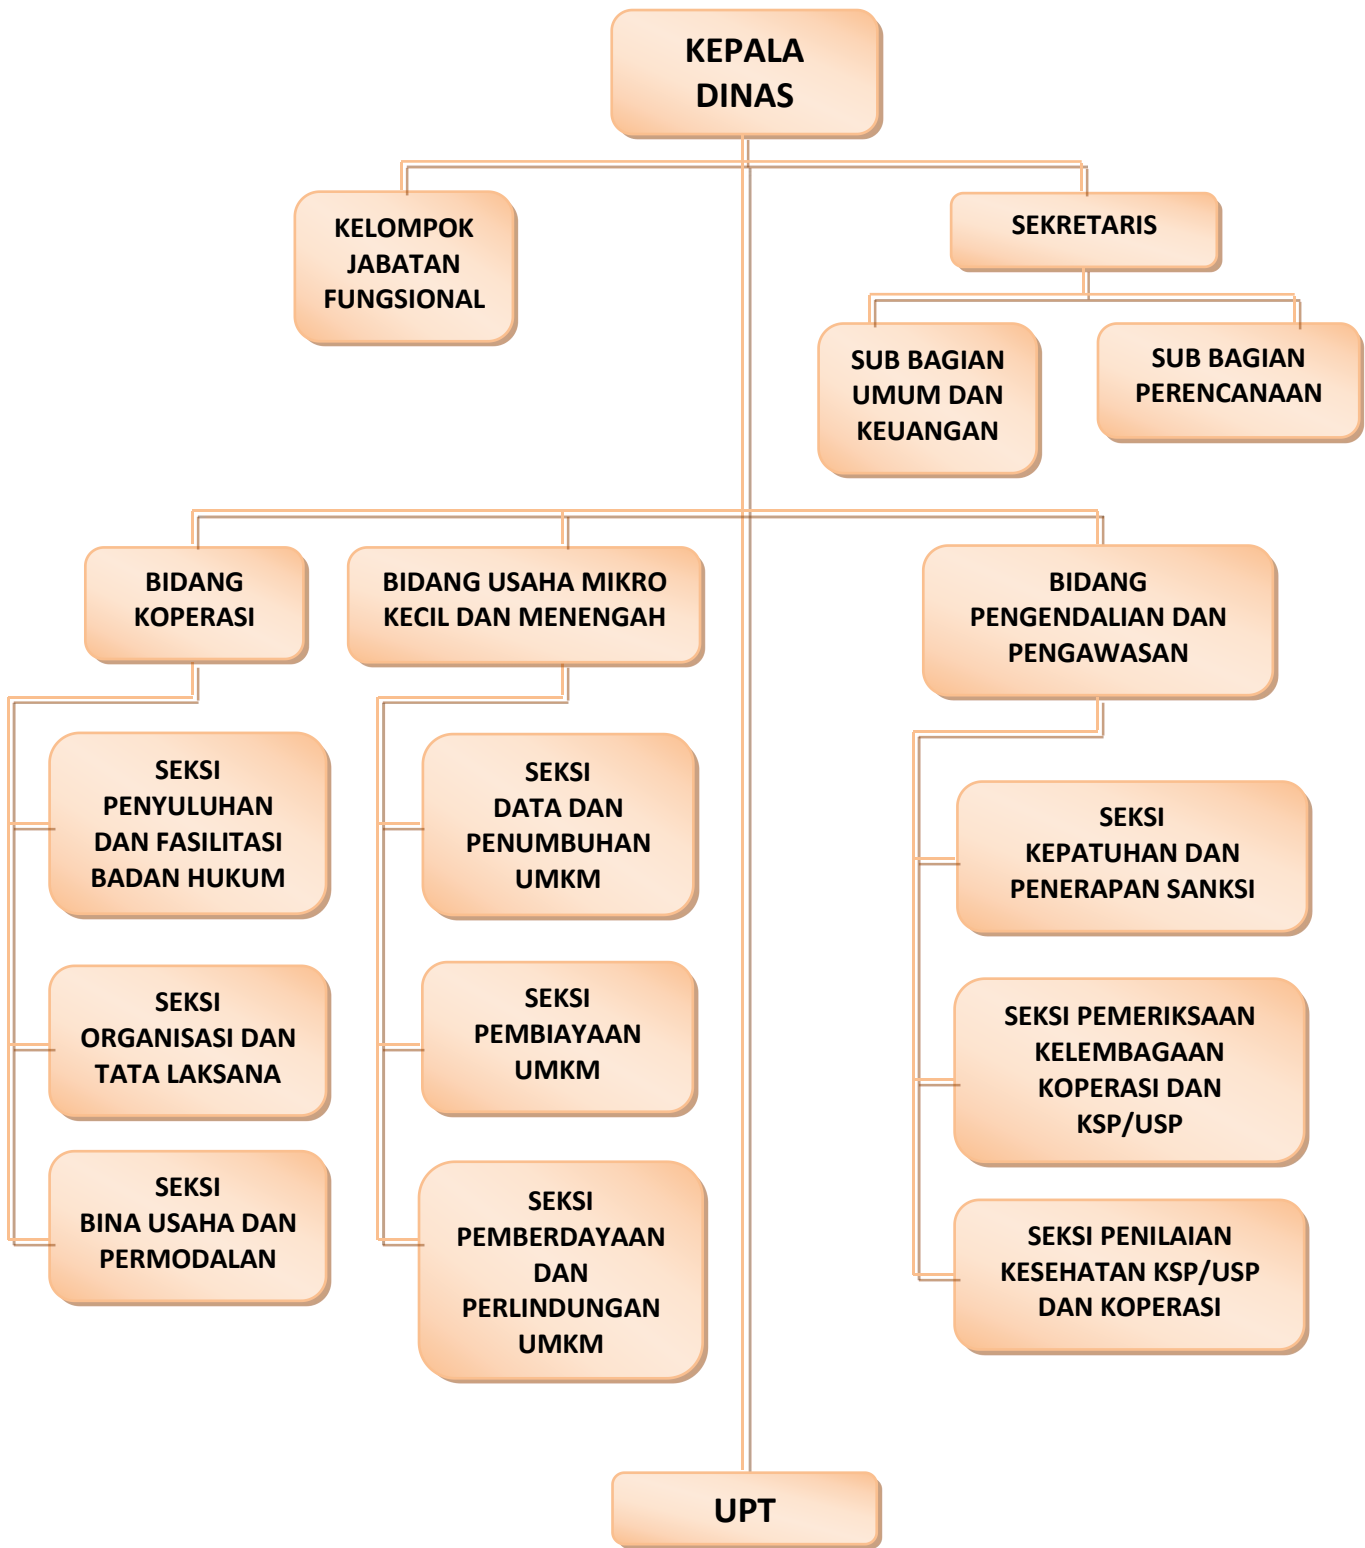 KEPALA
DINAS
KELOMPOK
JABATAN
FUNGSIONAL
SEKRETARIS
SUB BAGIAN
UMUM DAN
KEUANGAN
SUB BAGIAN
PERENCANAAN
BIDANG
KOPERASI
BIDANG USAHA MIKRO
KECIL DAN MENENGAH
BIDANG
PENGENDALIAN DAN
PENGAWASAN
SEKSI
PENYULUHAN
DAN FASILITASI
BADAN HUKUM
SEKSI
ORGANISASI DAN
TATA LAKSANA
SEKSI
BINA USAHA DAN
PERMODALAN
SEKSI
DATA DAN
PENUMBUHAN
UMKM
SEKSI
PEMBIAYAAN
UMKM
SEKSI
PEMBERDAYAAN
DAN
PERLINDUNGAN
UMKM
SEKSI
KEPATUHAN DAN
PENERAPAN SANKSI
SEKSI PEMERIKSAAN
KELEMBAGAAN
KOPERASI DAN
KSP/USP
SEKSI PENILAIAN
KESEHATAN KSP/USP
DAN KOPERASI
UPT